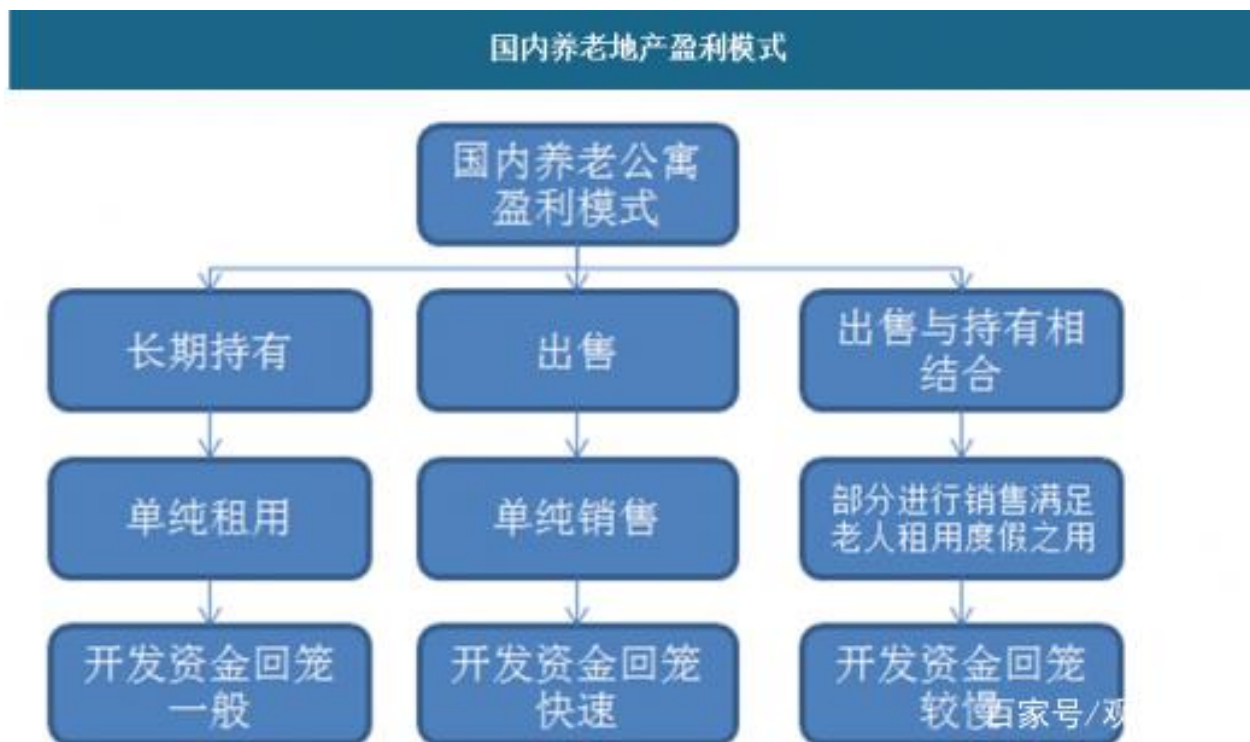 国内养老地产盈利模式
国内养老公寓
盈利模式
长期持有
出售
出售与持有相
结合
单纯租用
单纯销售
部分进行销售满足
老人租用度假之用
开发资金回笼
一般
开发资金回笼
快速
开发资金回笼
较慢
百家号/观